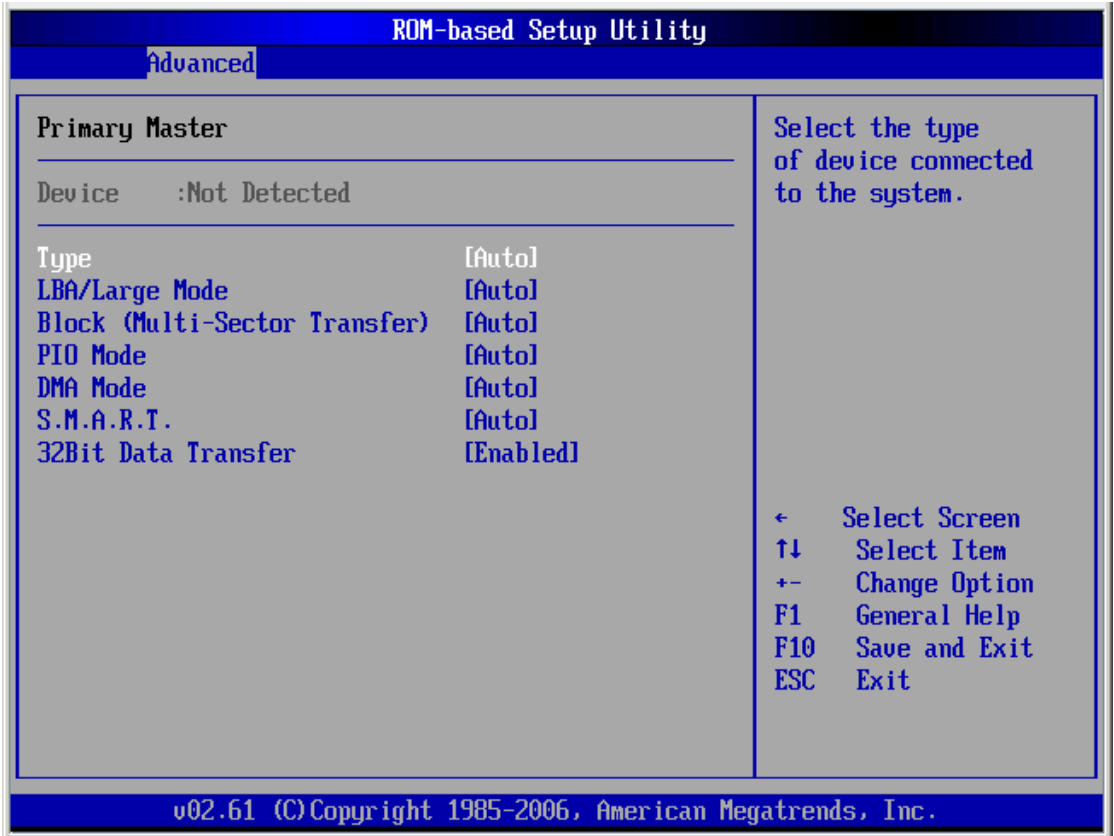 ROM-based Setup Utility
Advanced
Primary Master
Device :Not Detected
Type [Auto]
LBA/Large Mode [Auto]
Block (Multi-Sector Transfer) [Auto]
PIO Mode [Auto]
DMA Mode [Auto]
S.M.A.R.T. [Auto]
32Bit Data Transfer [Enabled]
Select the type
of device connected
to the system.
← Select Screen
↑↓ Select Item
+- Change Option
F1 General Help
F10 Save and Exit
ESC Exit
v02.61 (C)Copyright 1985-2006, American Megatrends, Inc.